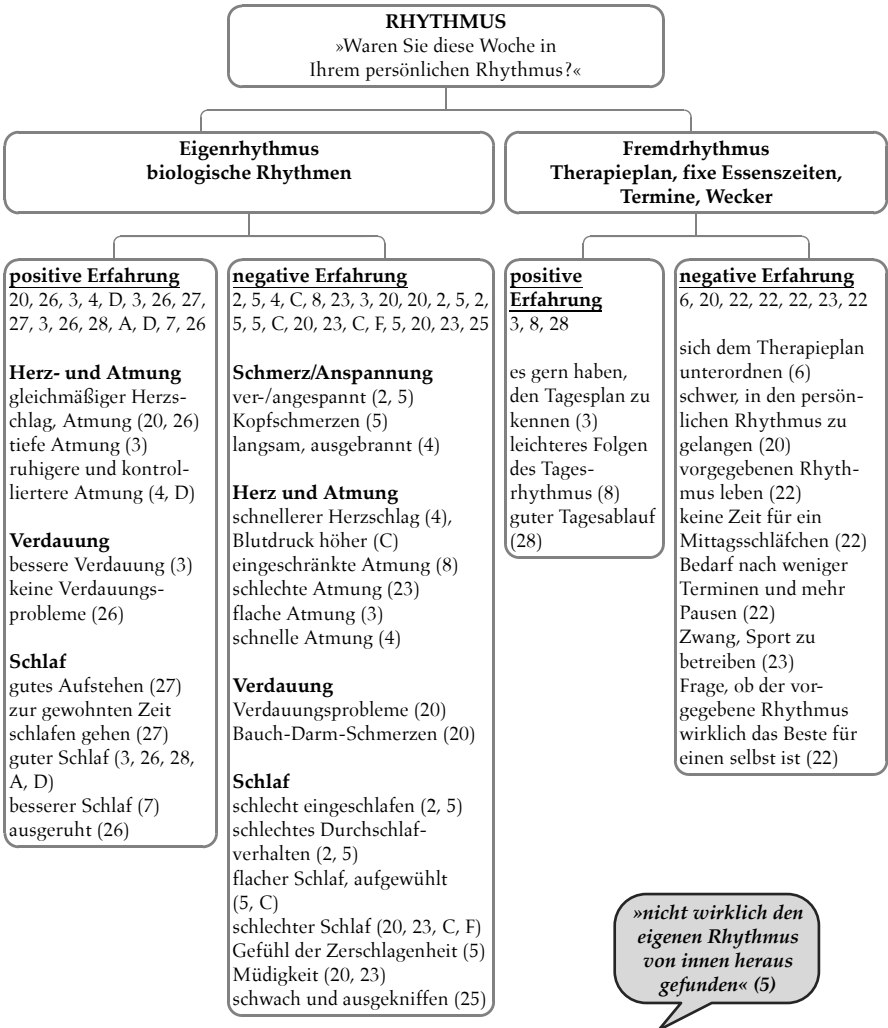 RHYTHMUS
»Waren Sie diese Woche in
Ihrem persönlichen Rhythmus?«
Eigenrhythmus
biologische Rhythmen
Fremdrhythmus
Therapieplan, fixe Essenszeiten,
Termine, Wecker
positive Erfahrung
20, 26, 3, 4, D, 3, 26, 27,
27, 3, 26, 28, A, D, 7, 26
Herz- und Atmung
gleichmäßiger Herzs-
chlag, Atmung (20, 26)
tiefe Atmung (3)
ruhigere und kontrol-
liertere Atmung (4, D)
Verdauung
bessere Verdauung (3)
keine Verdauungs-
probleme (26)
Schlaf
gutes Aufstehen (27)
zur gewohnten Zeit
schlafen gehen (27)
guter Schlaf (3, 26, 28,
A, D)
besserer Schlaf (7)
ausgeruht (26)
negative Erfahrung
2, 5, 4, C, 8, 23, 3, 20, 20, 2, 5, 2,
5, 5, C, 20, 23, C, F, 5, 20, 23, 25
Schmerz/Anspannung
ver-/angespannt (2, 5)
Kopfschmerzen (5)
langsam, ausgebrannt (4)
Herz und Atmung
schnellerer Herzschlag (4),
Blutdruck höher (C)
eingeschränkte Atmung (8)
schlechte Atmung (23)
flache Atmung (3)
schnelle Atmung (4)
Verdauung
Verdauungsprobleme (20)
Bauch-Darm-Schmerzen (20)
Schlaf
schlecht eingeschlafen (2, 5)
schlechtes Durchschlaf-
verhalten (2, 5)
flacher Schlaf, aufgewühlt
(5, C)
schlechter Schlaf (20, 23, C, F)
Gefühl der Zerschlagenheit (5)
Müdigkeit (20, 23)
schwach und ausgekniffen (25)
positive
Erfahrung
3, 8, 28
es gern haben,
den Tagesplan zu
kennen (3)
leichteres Folgen
des Tages-
rhythmus (8)
guter Tagesablauf
(28)
negative Erfahrung
6, 20, 22, 22, 22, 23, 22
sich dem Therapieplan
unterordnen (6)
schwer, in den persön-
lichen Rhythmus zu
gelangen (20)
vorgegebenen Rhyth-
mus leben (22)
keine Zeit für ein
Mittagsschläfchen (22)
Bedarf nach weniger
Terminen und mehr
Pausen (22)
Zwang, Sport zu
betreiben (23)
Frage, ob der vor-
gegebene Rhythmus
wirklich das Beste für
einen selbst ist (22)
»nicht wirklich den
eigenen Rhythmus
von innen heraus
gefunden« (5)